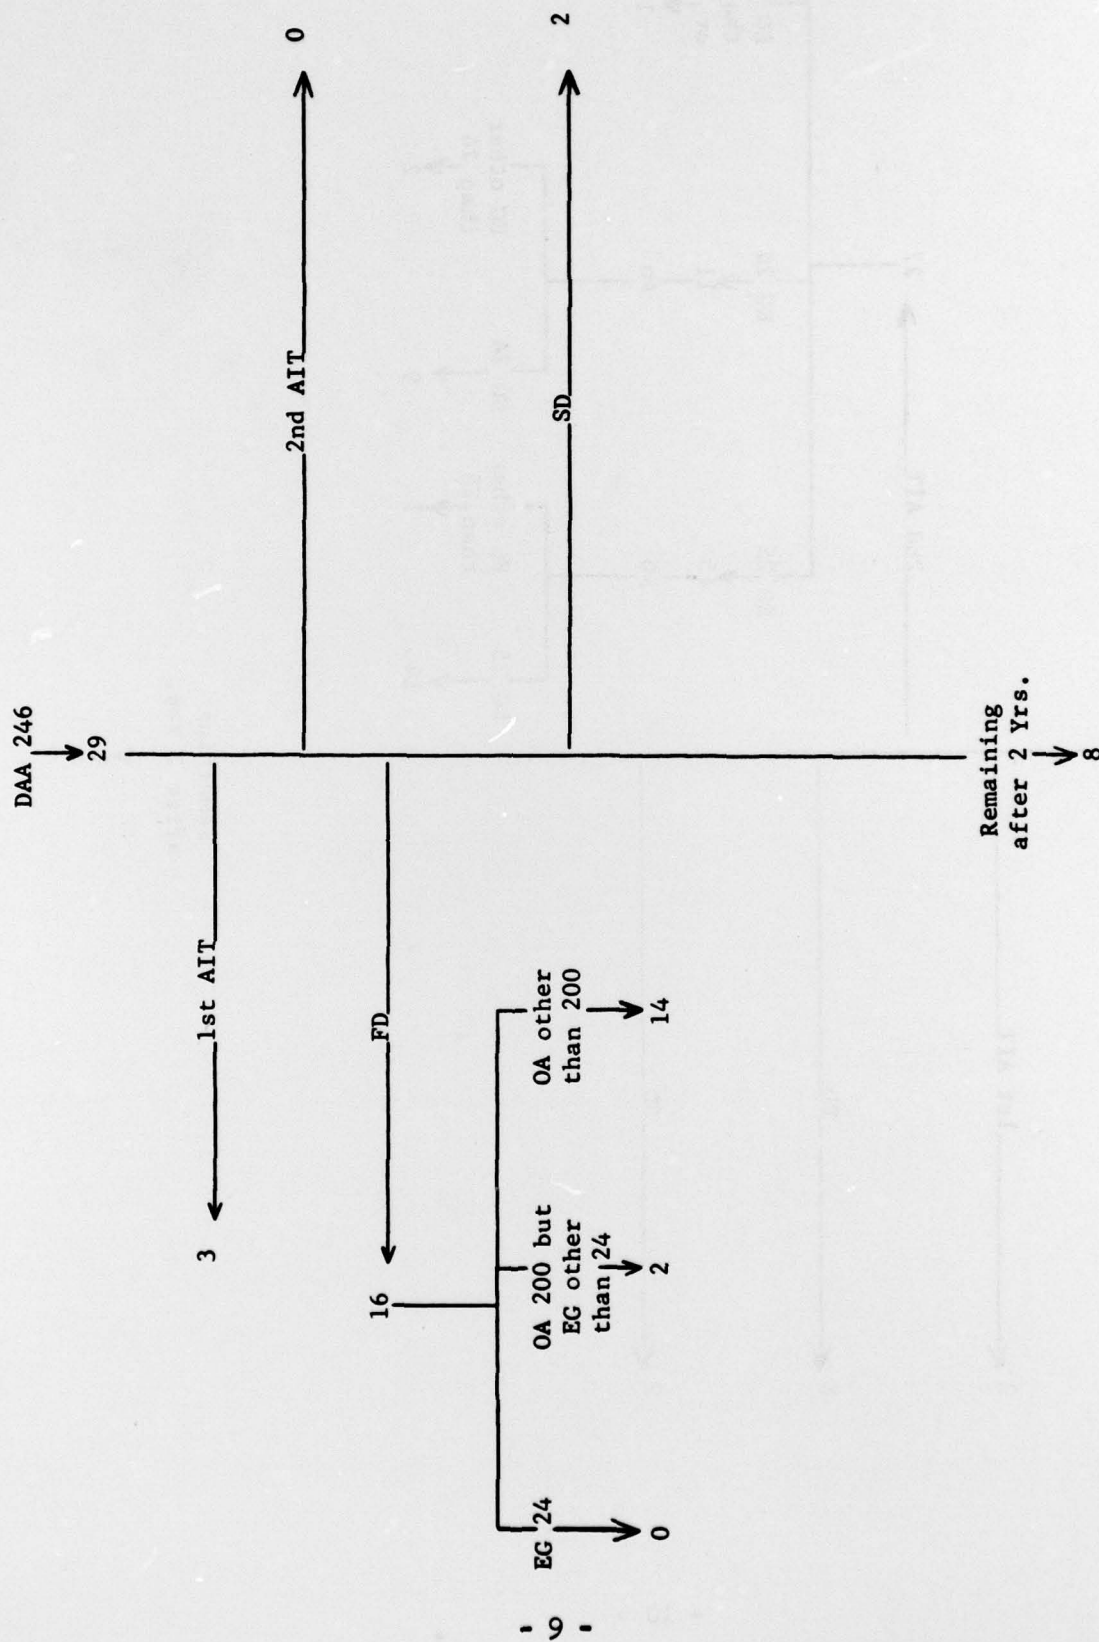 DAA 246
29
3
1st AIT
2nd AIT
0
16
FD
SD
2
EG 24
0
OA 200 but
EG other
than 24
2
OA other
than 200
14
Remaining
after 2 Yrs.
8
- 9 -